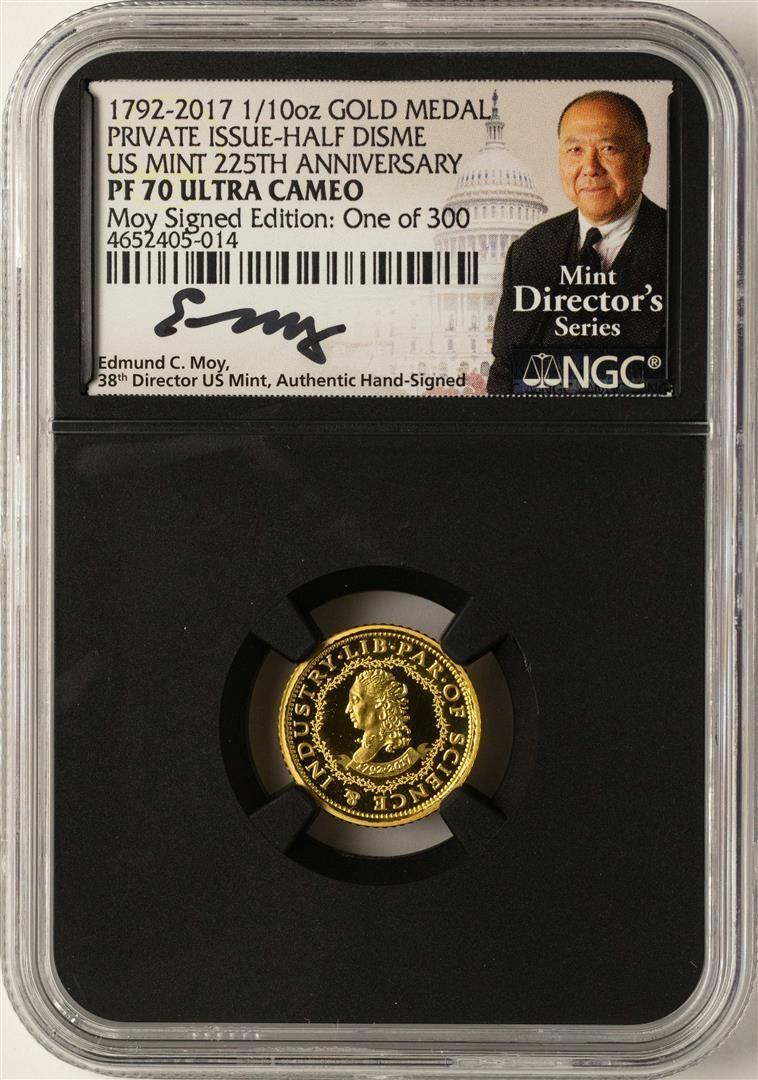 1792-2017 1/10oz GOLD MEDAL
PRIVATE ISSUE-HALF DISME
US MINT 225TH ANNIVERSARY
PF 70 ULTRA CAMEO
Moy Signed Edition: One of 300
4652405-014
Edmund C. Moy,
38th Director US Mint, Authentic Hand-Signed
Mint
Director's
Series
NGC®
LIB·PAR·OF SCIENCE & INDUSTRY·
1792-2017